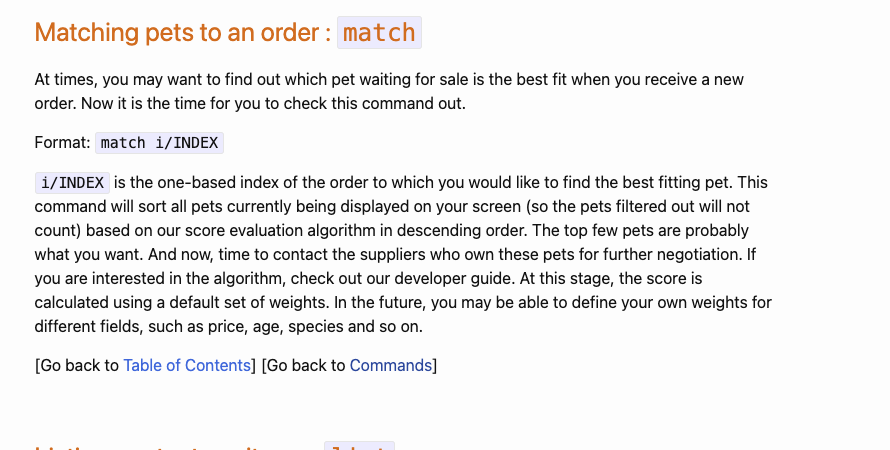 Matching pets to an order : match
At times, you may want to find out which pet waiting for sale is the best fit when you receive a new
order. Now it is the time for you to check this command out.
Format: match i/INDEX
i/INDEX is the one-based index of the order to which you would like to find the best fitting pet. This
command will sort all pets currently being displayed on your screen (so the pets filtered out will not
count) based on our score evaluation algorithm in descending order. The top few pets are probably
what you want. And now, time to contact the suppliers who own these pets for further negotiation. If
you are interested in the algorithm, check out our developer guide. At this stage, the score is
calculated using a default set of weights. In the future, you may be able to define your own weights for
different fields, such as price, age, species and so on.
[Go back to Table of Contents] [Go back to Commands]